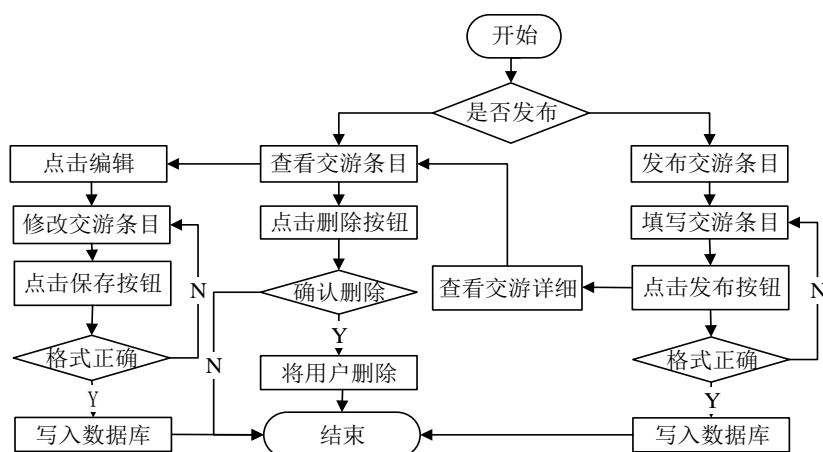 开始
是否发布
点击编辑
查看交游条目
发布交游条目
修改交游条目
点击删除按钮
填写交游条目
点击保存按钮
N
确认删除
查看交游详细
点击发布按钮
N
格式正确
N
Y
将用户删除
格式正确
Y
Y
写入数据库
结束
写入数据库